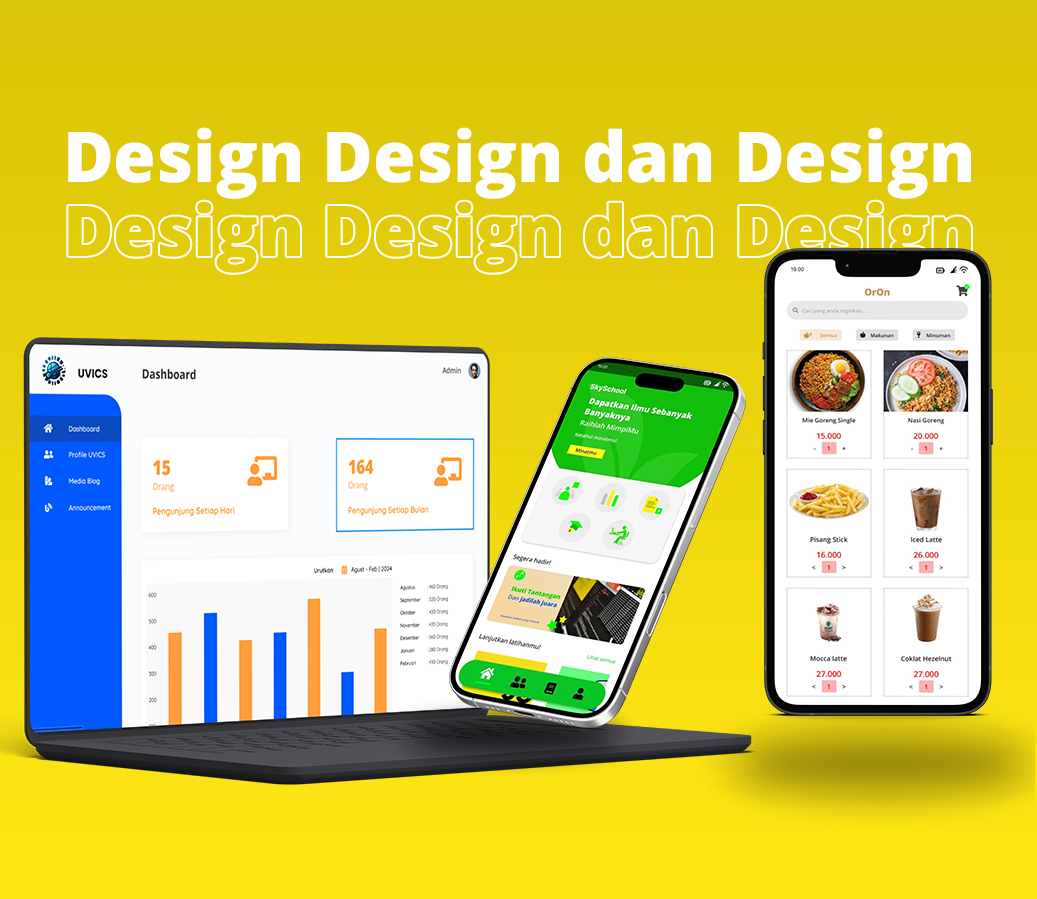 Design Design dan Design
Design Design dan Design
UVICS
Dashboard
Admin
Dashboard
Profile UVICS
Media Blog
Announcement
15
Orang
Pengunjung Setiap Hari
164
Orang
Pengunjung Setiap Bulan
Urutkan
Agust - Feb | 2024
600
500
400
300
200
Agustus : 460 Orang
September : 520 Orang
Oktober : 420 Orang
November : 455 Orang
Desember : 560 Orang
Januari : 280 Orang
Februari : 450 Orang
SkySchool
Dapatkan Ilmu Sebanyak
Banyaknya
Raihlah MimpiMu
Ketahui minatmu!
Minatmu
Segera hadir!
Ikuti Tantangan
Dan jadilah juara
Lanjutkan latihanmu!
Lihat semua
19.00
OrOn
Cari yang anda inginkan . . . .
Semua
Makanan
Minuman
Mie Goreng Single
15.000
- 1 +
Nasi Goreng
20.000
- 1 +
Pisang Stick
16.000
< 1 >
Iced Latte
26.000
< 1 >
Mocca latte
27.000
< 1 >
Coklat Hezelnut
27.000
< 1 >